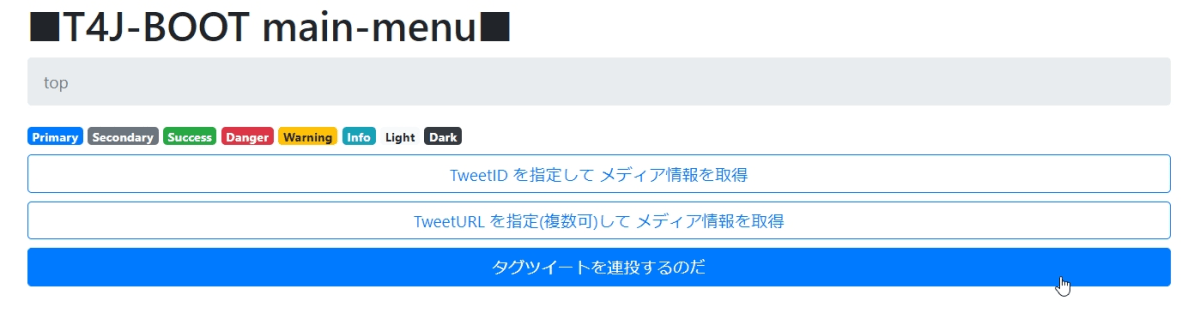 ■T4J-BOOT main-menu■
top
Primary Secondary Success Danger Warning Info Light Dark
TweetID を指定して メディア情報を取得
TweetURL を指定(複数可)して メディア情報を取得
タグツイートを連投するのだ